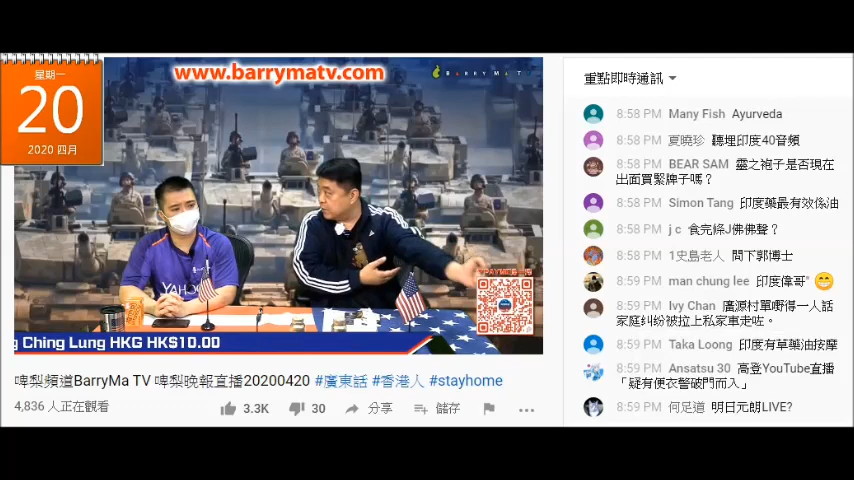 星期一
20
2020 四月
www.barrymatv.com
BARRYMAT
YAHOO
g Ching Lung HKG HK$10.00
啤梨頻道BarryMa TV 啤梨晚報直播20200420 #廣東話 #香港人 #stayhome
4,836 人正在觀看
3.3K
30
分享
儲存
重點即時通訊
8:58 PM Many Fish Ayurveda
8:58 PM 夏曉珍 聽埋印度40音頻
8:58 PM BEAR SAM 靈之袍子是否現在
出面買緊牌子嗎？
8:58 PM Simon Tang 印度藥最有效係油
8:58 PM j c 食完條J佛佛聲？
8:58 PM 1史島老人 問下郭博士
8:59 PM man chung lee 印度偉哥" 😁
8:59 PM Ivy Chan 廣源村單嘢得一人話
家庭纠纷被拉上私家車走咗。
8:59 PM Taka Loong 印度有草藥油按摩
8:59 PM Ansatsu 30 高登YouTube直播
「疑有便衣警破門而入」
8:59 PM 何足道 明日元朗LIVE?